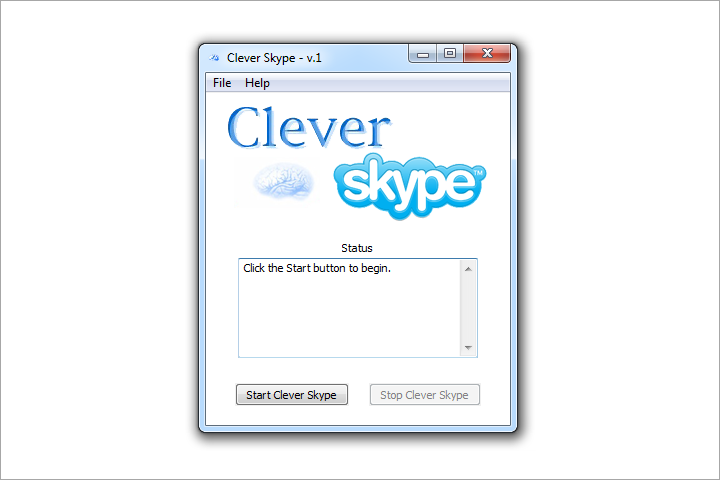 Clever Skype - v.1
File Help
Clever
skype™
Status
Click the Start button to begin.
Start Clever Skype Stop Clever Skype